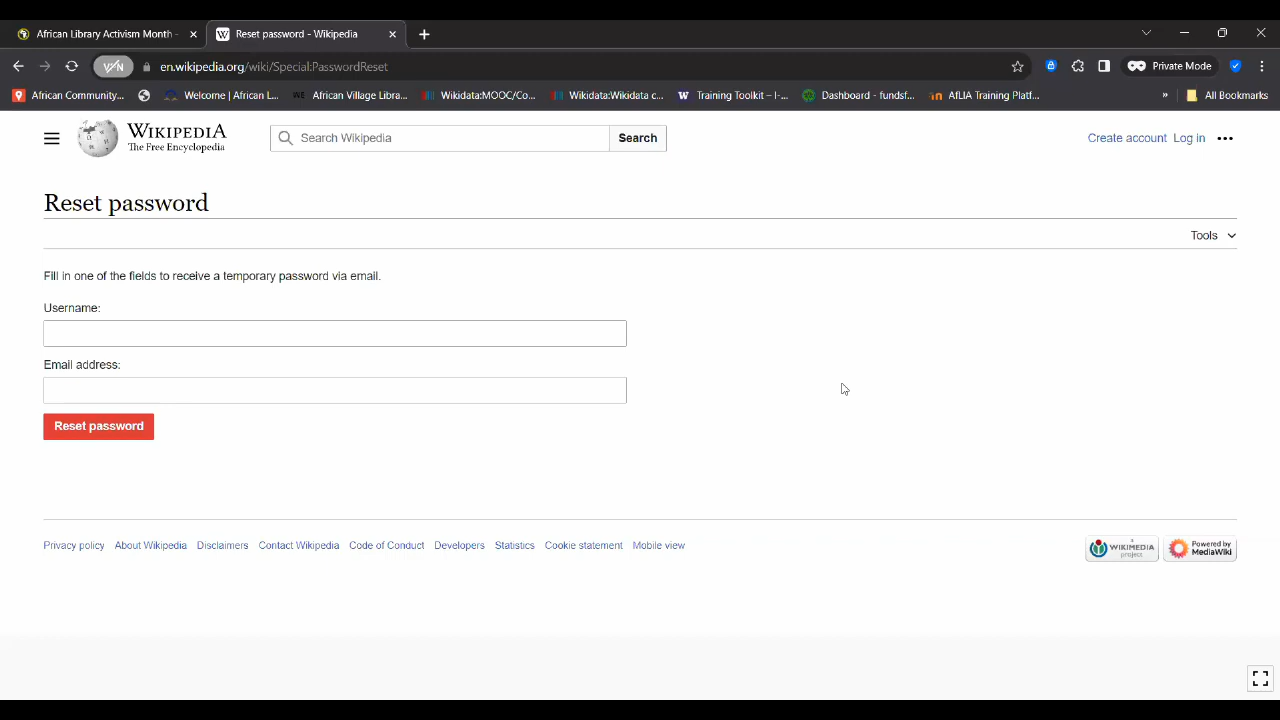 African Library Activism Month -
Reset password - Wikipedia
VPN
en.wikipedia.org/wiki/Special:PasswordReset
Private Mode
African Community...
Welcome | African L...
African Village Libra...
Wikidata:MOOC/Co...
Wikidata:Wikidata c...
Training Toolkit – I-...
Dashboard - fundsf...
AfLIA Training Platf...
»
All Bookmarks
WIKIPEDIA
The Free Encyclopedia
Search Wikipedia
Search
Create account
Log in
Reset password
Tools
Fill in one of the fields to receive a temporary password via email.
Username:
Email address:
Reset password
Privacy policy
About Wikipedia
Disclaimers
Contact Wikipedia
Code of Conduct
Developers
Statistics
Cookie statement
Mobile view
WIKIMEDIA
project
Powered by
MediaWiki